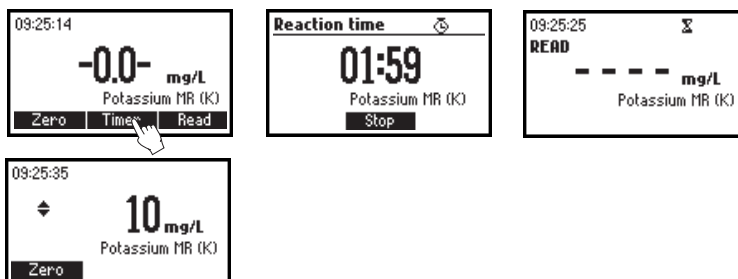 09:25:14
-0.0- mg/L
Potassium MR (K)
Zero Timer Read
Reaction time
01:59
Potassium MR (K)
Stop
09:25:25
READ
- - - - mg/L
Potassium MR (K)
09:25:35
10 mg/L
Potassium MR (K)
Zero